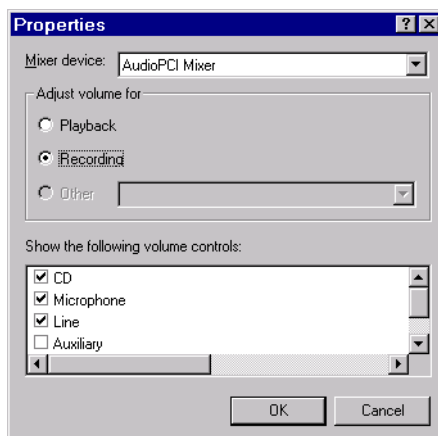 Properties
Mixer device: AudioPCI Mixer
Adjust volume for
Playback
Recording
Other
Show the following volume controls:
CD
Microphone
Line
Auxiliary
OK Cancel